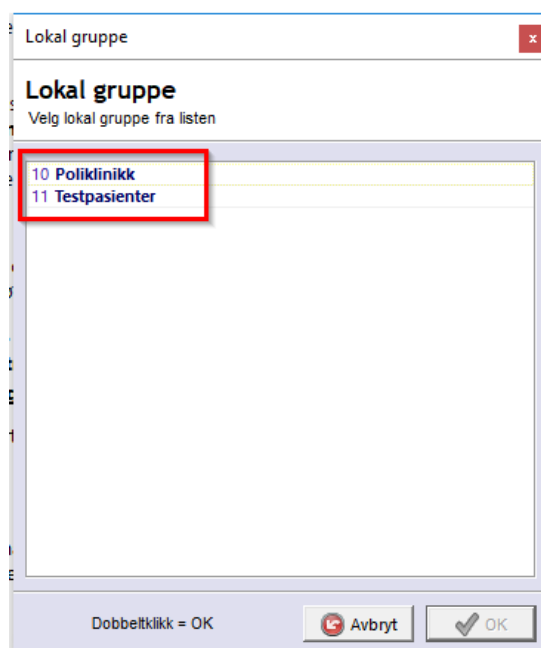 Lokal gruppe
x
Lokal gruppe
Velg lokal gruppe fra listen
10 Poliklinikk
11 Testpasienter
Dobbeltklikk = OK
Avbryt
OK